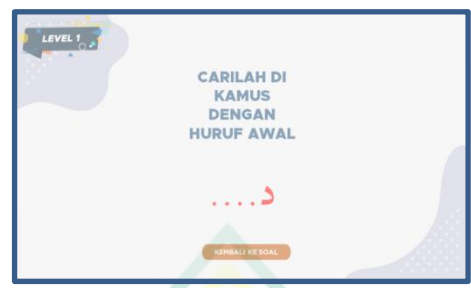 LEVEL 1
CARILAH DI
KAMUS
DENGAN
HURUF AWAL
د....
KEMBALI KE SOAL